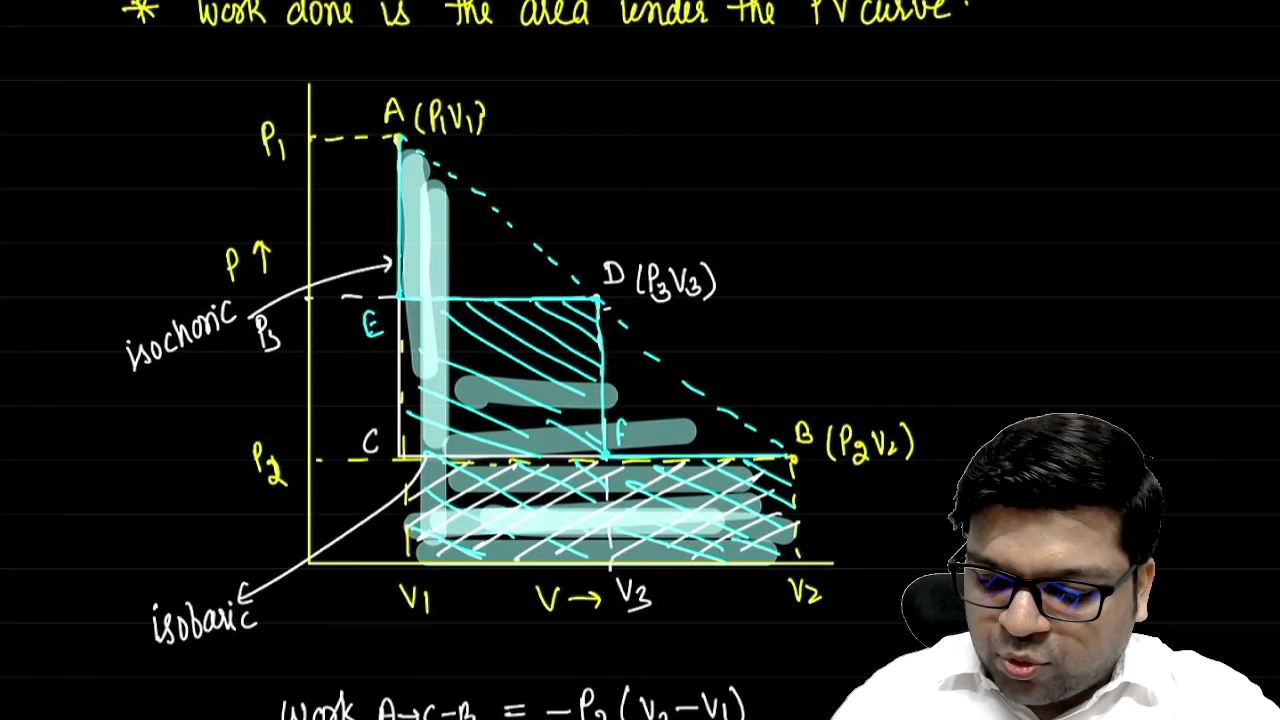 * Work done is the area under the PV curve.
A (P₁V₁)
P₁
P ↑
D (P₃V₃)
isochoric
P₃
E
C
F
B (P₂V₂)
P₂
V₁
V →
V₃
V₂
isobaric
Work A→C–B = –P₂ (V₂–V₁)